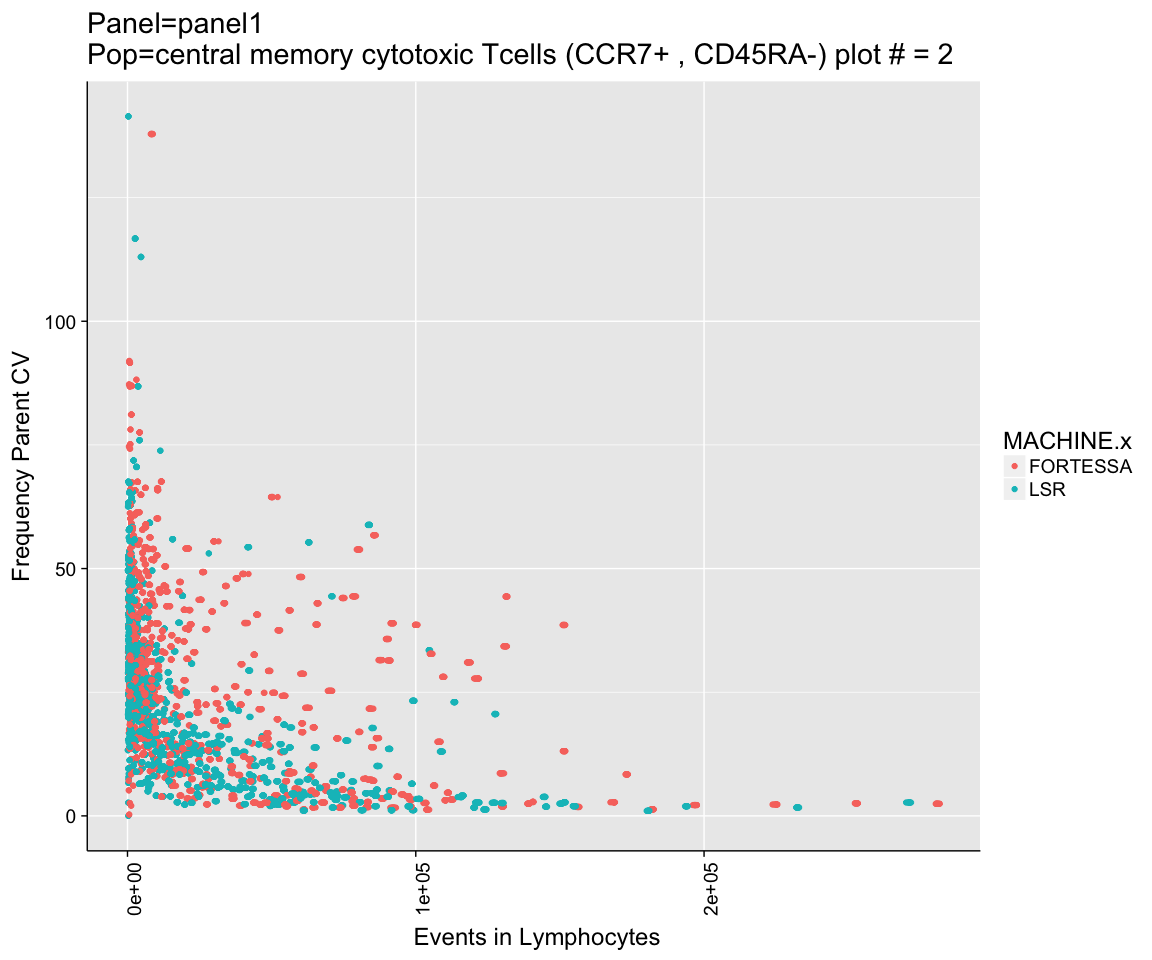 Panel=panel1
Pop=central memory cytotoxic Tcells (CCR7+ , CD45RA-) plot # = 2
Frequency Parent CV
100
50
0
0e+00
1e+05
2e+05
Events in Lymphocytes
MACHINE.x
FORTESSA
LSR